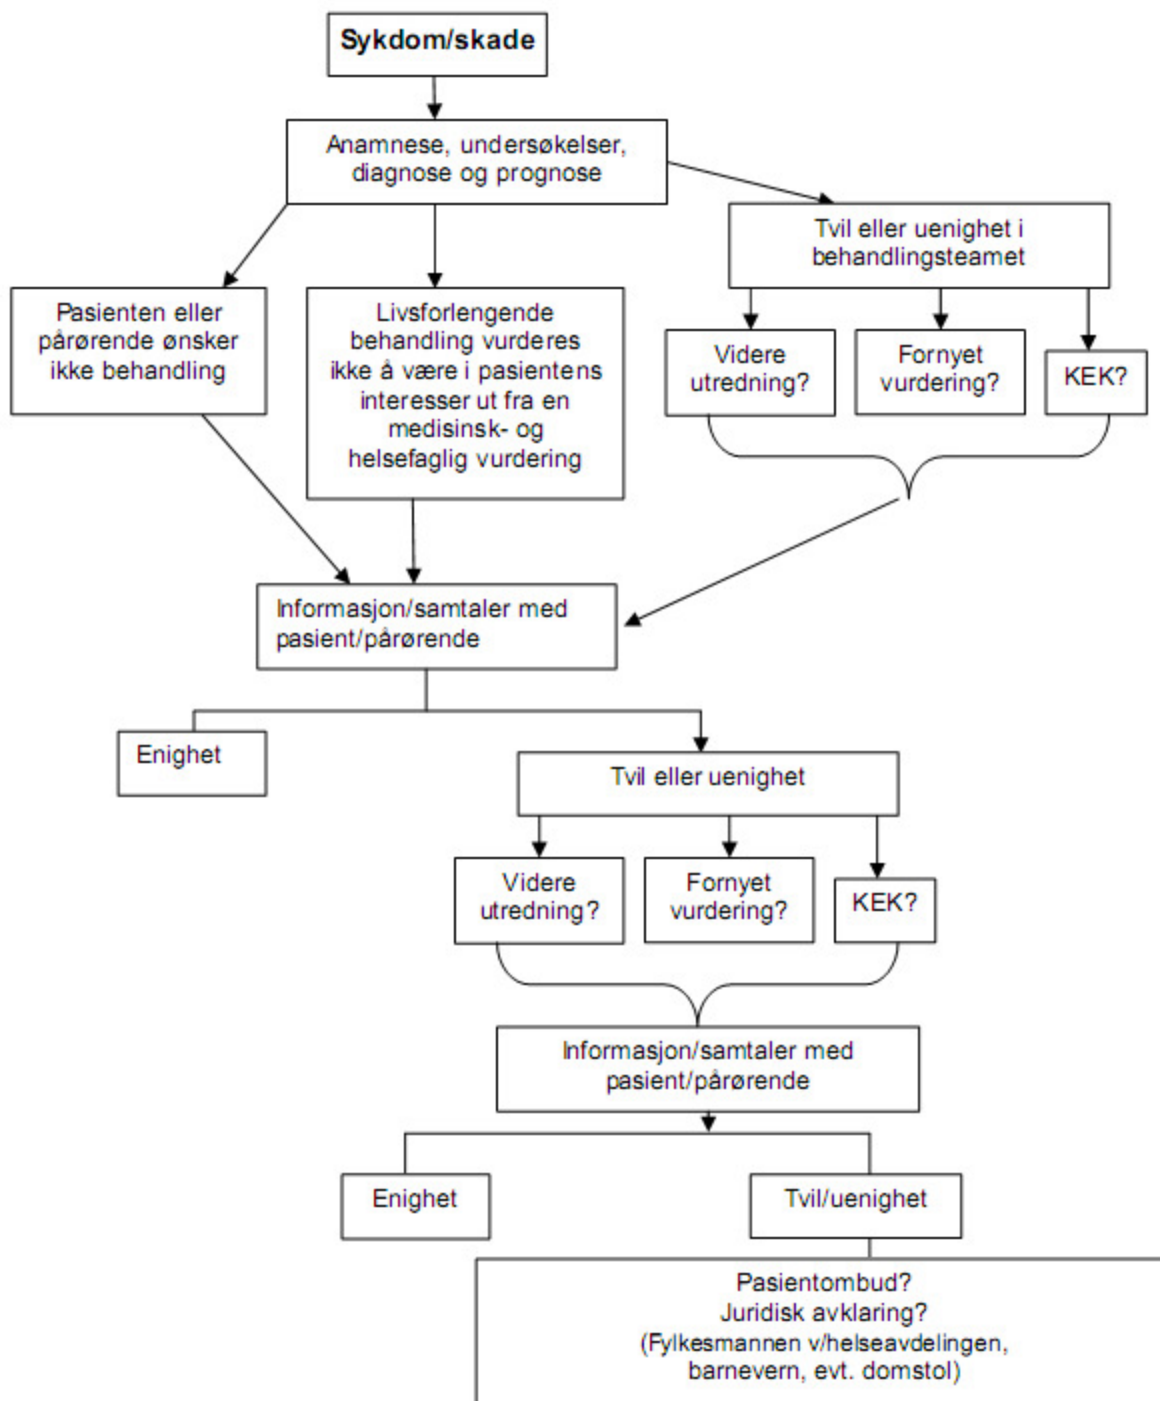 Sykdom/skade
Anamnese, undersøkelser,
diagnose og prognose
Tvil eller uenighet i
behandlingsteamet
Pasienten eller
pårørende ønsker
ikke behandling
Livsforlengende
behandling vurderes
ikke å være i pasientens
interesser ut fra en
medisinsk- og
helsefaglig vurdering
Videre
utredning?
Fornyet
vurdering?
KEK?
Informasjon/samtaler med
pasient/pårørende
Enighet
Tvil eller uenighet
Videre
utredning?
Fornyet
vurdering?
KEK?
Informasjon/samtaler med
pasient/pårørende
Enighet
Tvil/uenighet
Pasientombud?
Juridisk avklaring?
(Fylkesmannen v/helseavdelingen,
barnevern, evt. domstol)